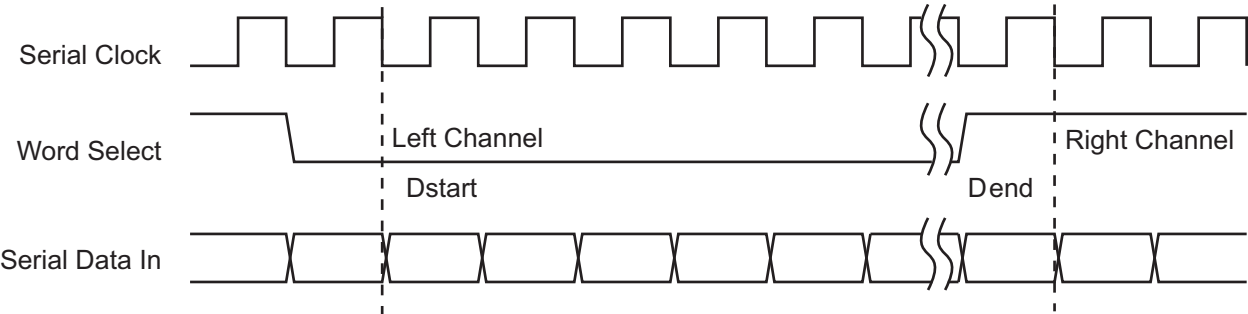 Serial Clock
Word Select
Left Channel
Right Channel
Dstart
Dend
Serial Data In